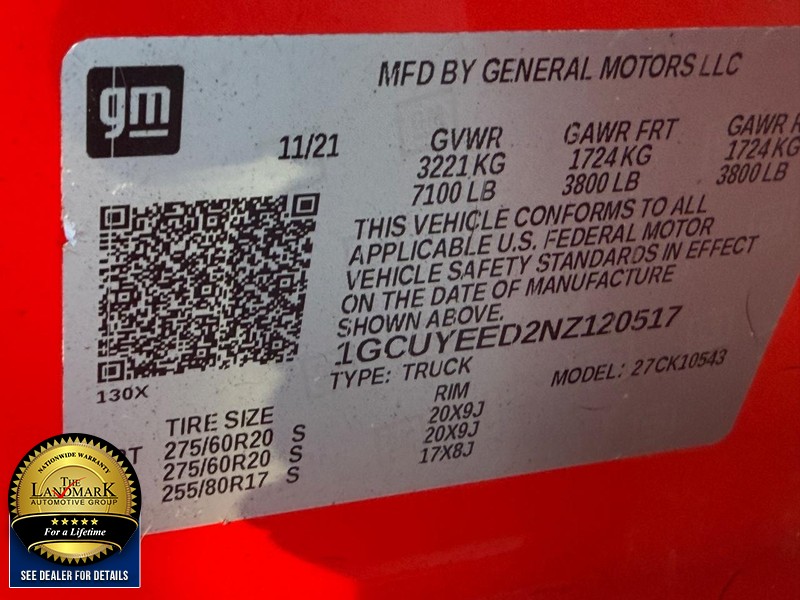 gm
MFD BY GENERAL MOTORS LLC
11/21
GVWR GAWR FRT GAWR
3221 KG 1724 KG 1724 KG
7100 LB 3800 LB 3800 LB
THIS VEHICLE CONFORMS TO ALL
APPLICABLE U.S. FEDERAL MOTOR
VEHICLE SAFETY STANDARDS IN EFFECT
ON THE DATE OF MANUFACTURE
SHOWN ABOVE.
1GCUYEED2NZ120517
TYPE: TRUCK MODEL: 27CK10543
130X
TIRE SIZE RIM
275/60R20 S 20X9J
275/60R20 S 20X9J
255/80R17 S 17X8J
NATIONWIDE WARRANTY
THE
LANDMARK
AUTOMOTIVE GROUP
For a Lifetime
SEE DEALER FOR DETAILS